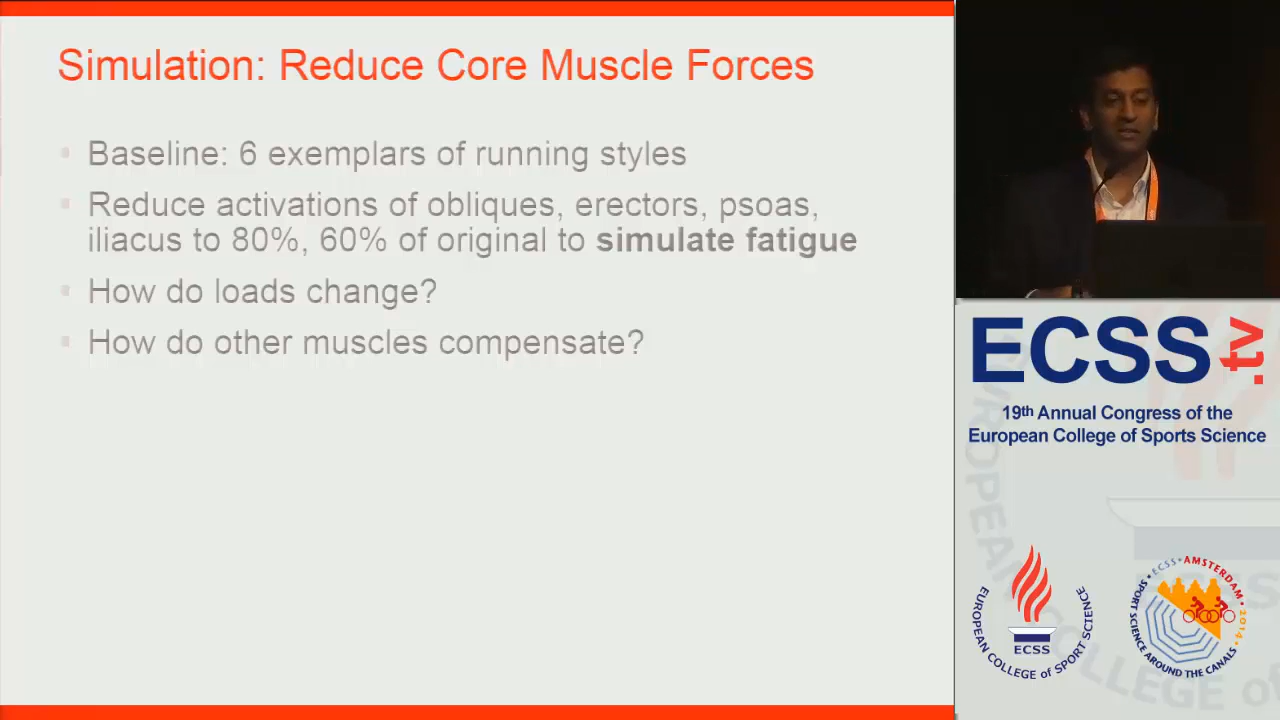 Simulation: Reduce Core Muscle Forces
Baseline: 6 exemplars of running styles
Reduce activations of obliques, erectors, psoas,
iliacus to 80%, 60% of original to simulate fatigue
How do loads change?
How do other muscles compensate?
ECSS.tv
19th Annual Congress of the
European College of Sports Science
EUROPEAN COLLEGE of SPORT SCIENCE
ECSS
·ECSS·AMSTERDAM·2014·
SPORT SCIENCE AROUND THE CANALS